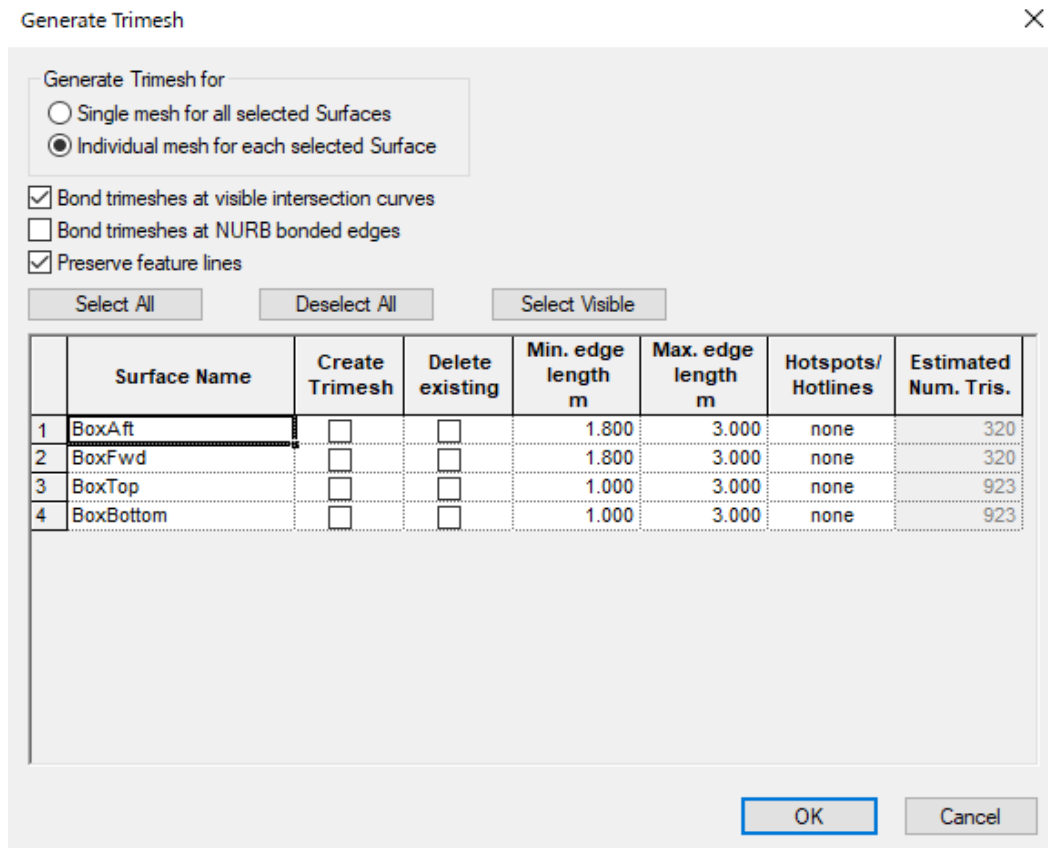 Generate Trimesh
Generate Trimesh for
Single mesh for all selected Surfaces
Individual mesh for each selected Surface
Bond trimeshes at visible intersection curves
Bond trimeshes at NURB bonded edges
Preserve feature lines
Select All Deselect All Select Visible
Surface Name Create Trimesh Delete existing Min. edge length m Max. edge length m Hotspots/ Hotlines Estimated Num. Tris.
1 BoxAft 1.800 3.000 none 320
2 BoxFwd 1.800 3.000 none 320
3 BoxTop 1.000 3.000 none 923
4 BoxBottom 1.000 3.000 none 923
OK Cancel